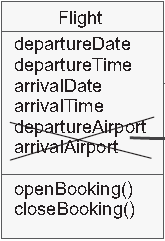 Flight
departureDate
departureTime
arrivalDate
arrivalTime
departureAirport
arrivalAirport
openBooking()
closeBooking()